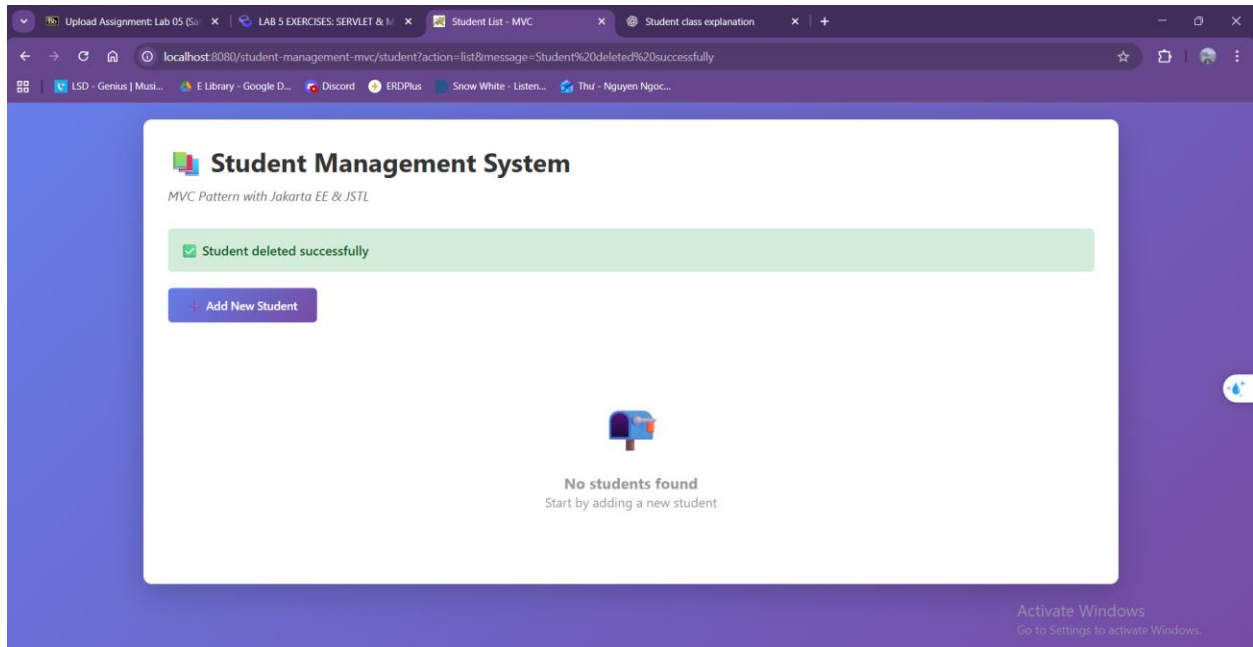 Upload Assignment: Lab 05 (Sa
LAB 5 EXERCISES: SERVLET & M
Student List - MVC
Student class explanation
localhost:8080/student-management-mvc/student?action=list&message=Student%20deleted%20successfully
LSD - Genius | Musi...
E Library - Google D...
Discord
ERDPlus
Snow White - Listen...
Thư - Nguyen Ngoc...
Student Management System
MVC Pattern with Jakarta EE & JSTL
Student deleted successfully
Add New Student
No students found
Start by adding a new student
Activate Windows
Go to Settings to activate Windows.